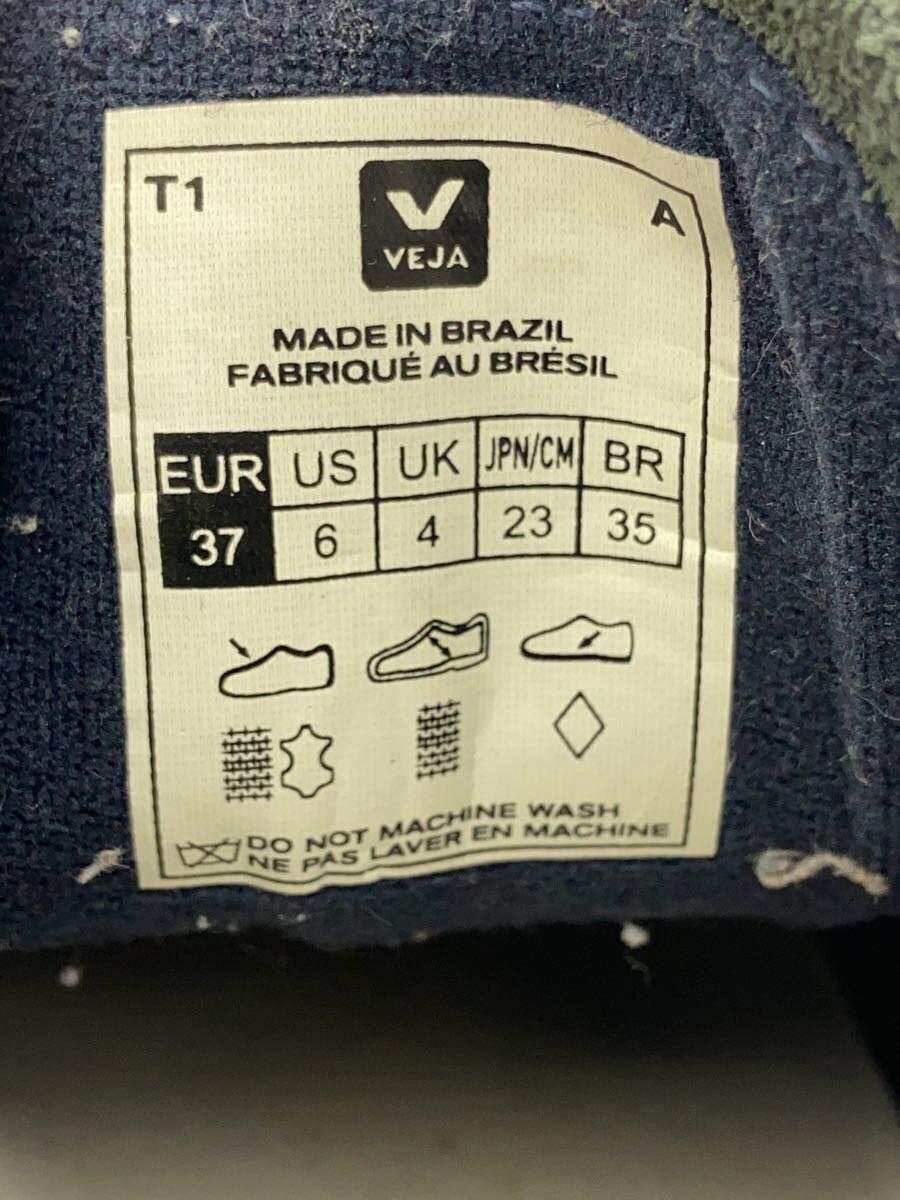 T1
A
VEJA
MADE IN BRAZIL
FABRIQUÉ AU BRÉSIL
EUR US UK JPN/CM BR
37 6 4 23 35
DO NOT MACHINE WASH
NE PAS LAVER EN MACHINE